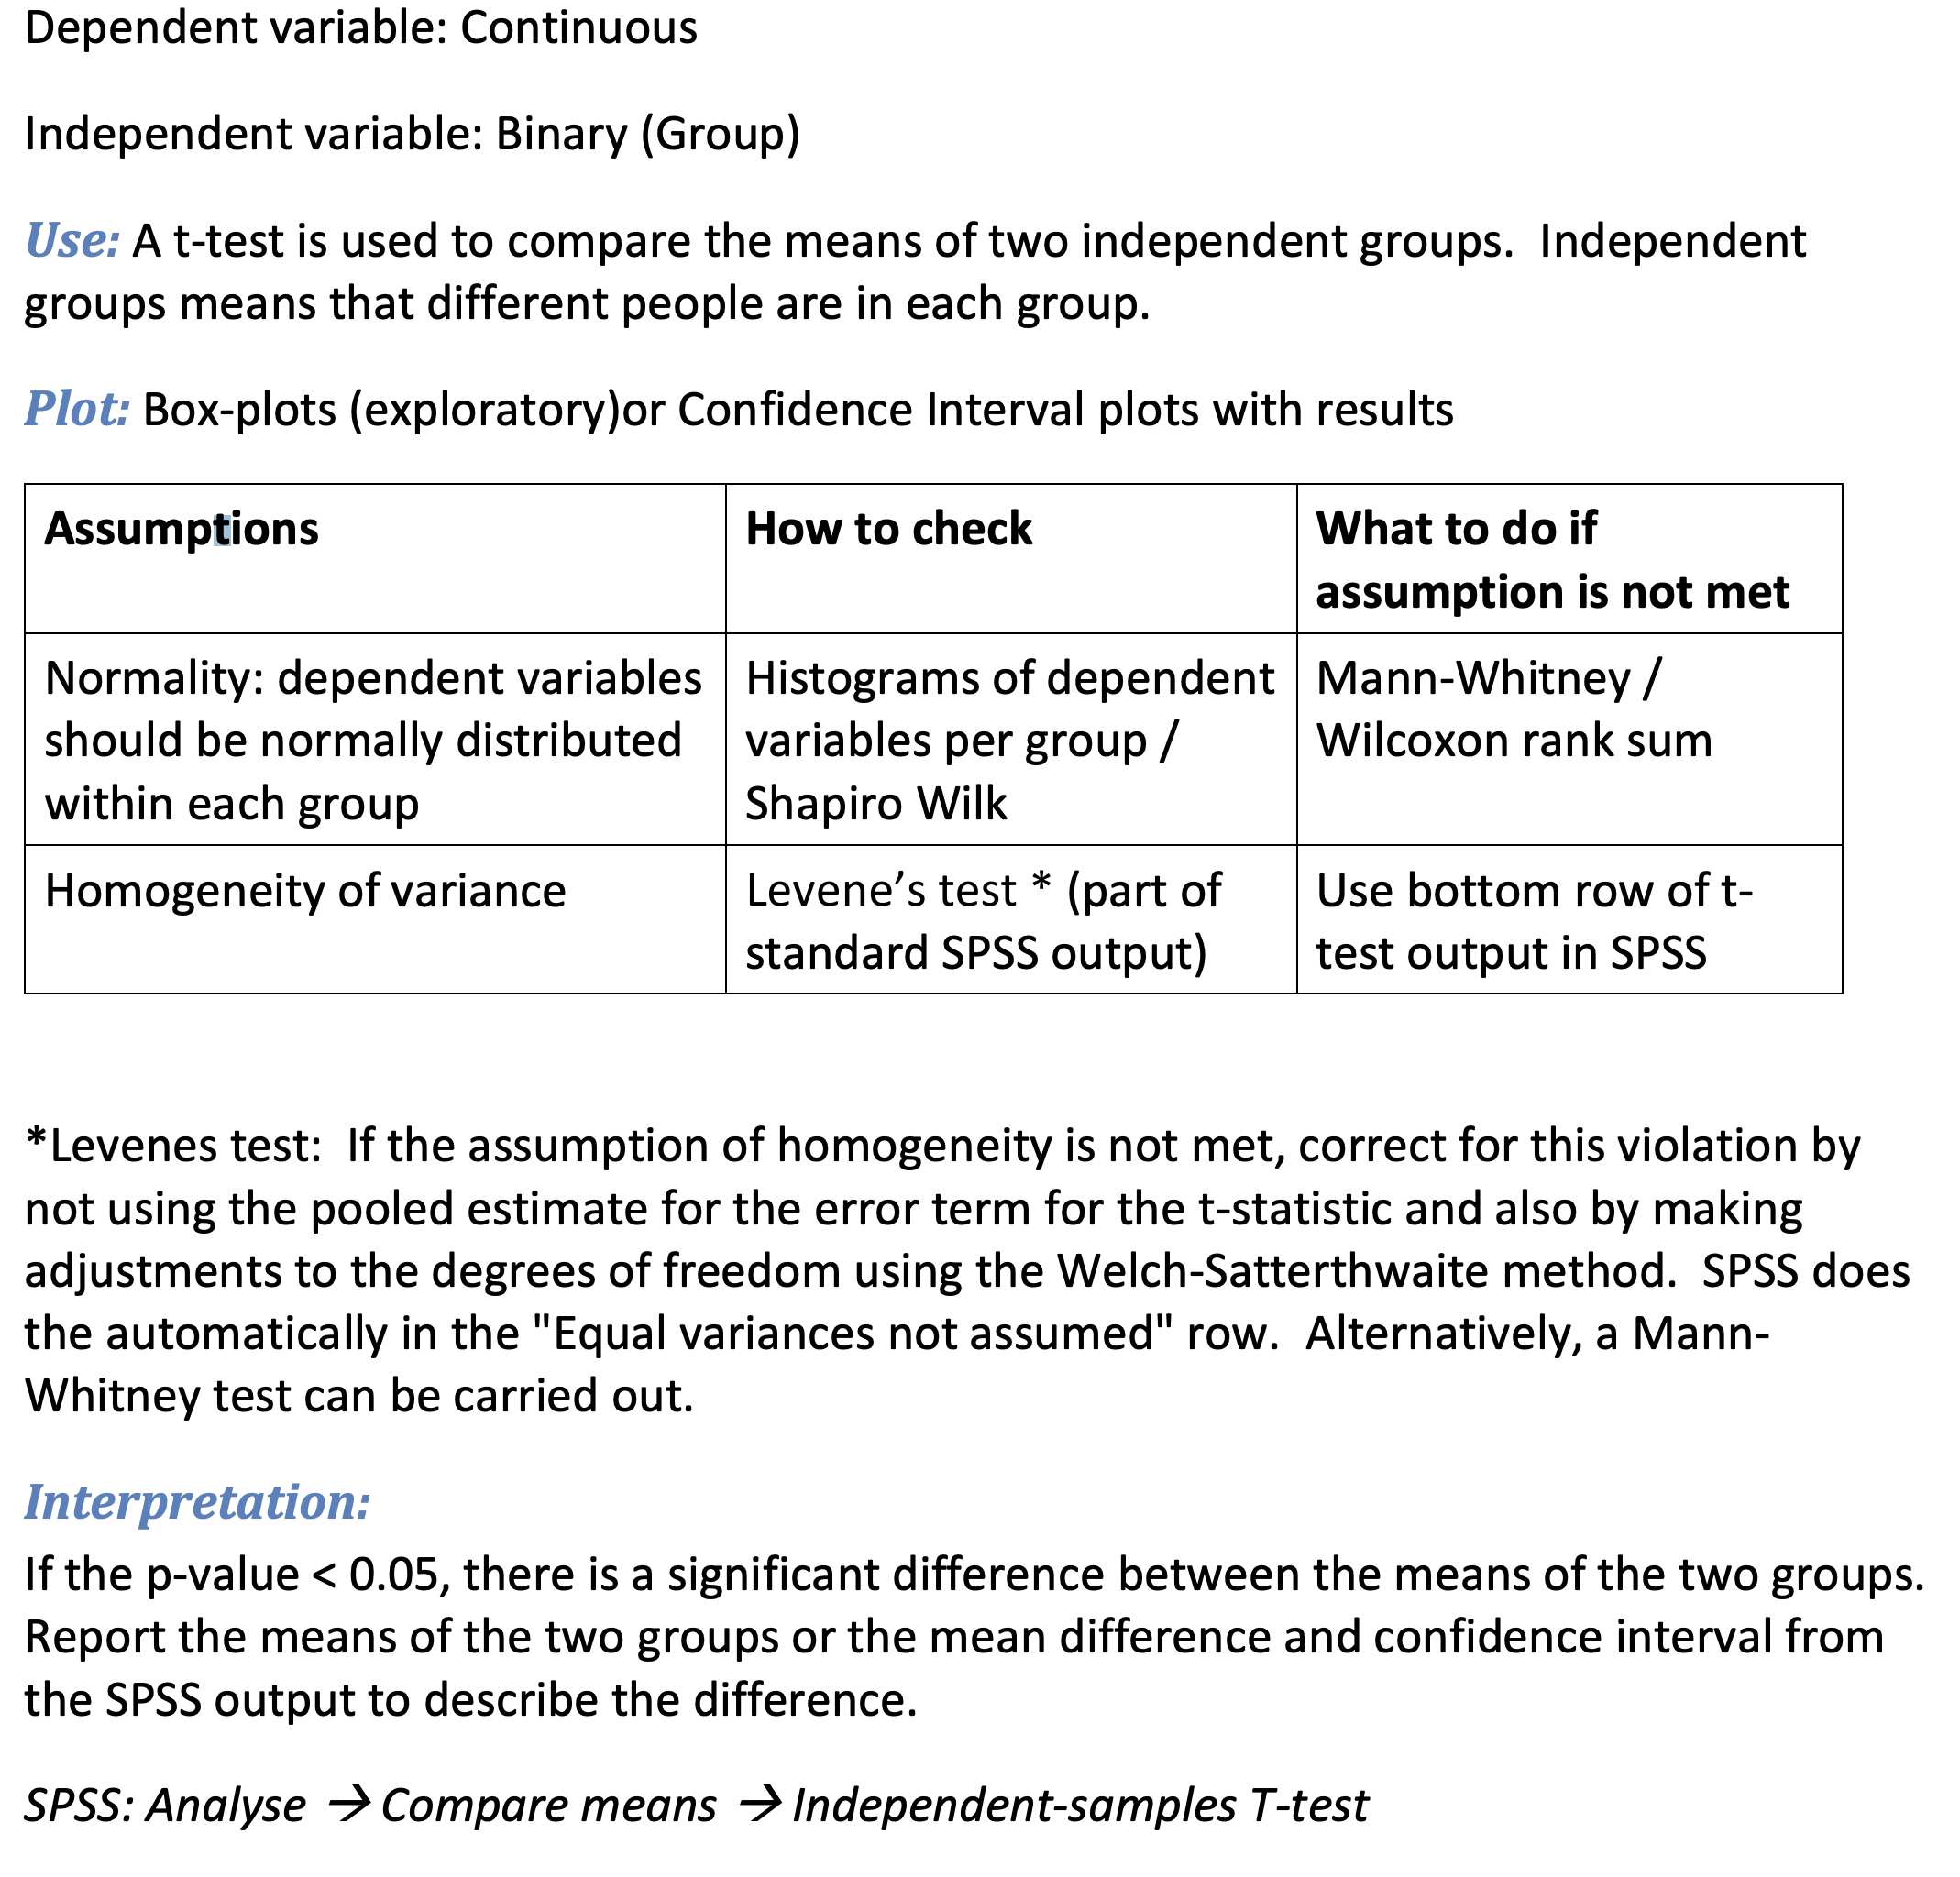 Dependent variable: Continuous
Independent variable: Binary (Group)
Use: A t-test is used to compare the means of two independent groups.  Independent
groups means that different people are in each group.
Plot: Box-plots (exploratory)or Confidence Interval plots with results
Assumptions
How to check
What to do if
assumption is not met
Normality: dependent variables
should be normally distributed
within each group
Histograms of dependent
variables per group /
Shapiro Wilk
Mann-Whitney /
Wilcoxon rank sum
Homogeneity of variance
Levene’s test * (part of
standard SPSS output)
Use bottom row of t-
test output in SPSS
*Levenes test:  If the assumption of homogeneity is not met, correct for this violation by
not using the pooled estimate for the error term for the t-statistic and also by making
adjustments to the degrees of freedom using the Welch-Satterthwaite method.  SPSS does
the automatically in the "Equal variances not assumed" row.  Alternatively, a Mann-
Whitney test can be carried out.
Interpretation:
If the p-value < 0.05, there is a significant difference between the means of the two groups.
Report the means of the two groups or the mean difference and confidence interval from
the SPSS output to describe the difference.
SPSS: Analyse → Compare means → Independent-samples T-test